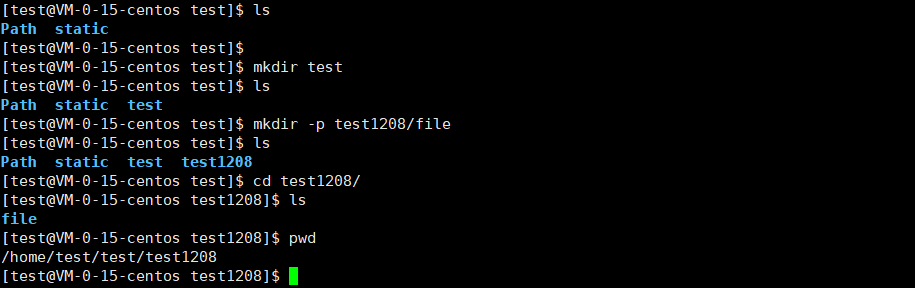 [test@VM-0-15-centos test]$ ls
Path  static
[test@VM-0-15-centos test]$
[test@VM-0-15-centos test]$ mkdir test
[test@VM-0-15-centos test]$ ls
Path  static  test
[test@VM-0-15-centos test]$ mkdir -p test1208/file
[test@VM-0-15-centos test]$ ls
Path  static  test  test1208
[test@VM-0-15-centos test]$ cd test1208/
[test@VM-0-15-centos test1208]$ ls
file
[test@VM-0-15-centos test1208]$ pwd
/home/test/test/test1208
[test@VM-0-15-centos test1208]$